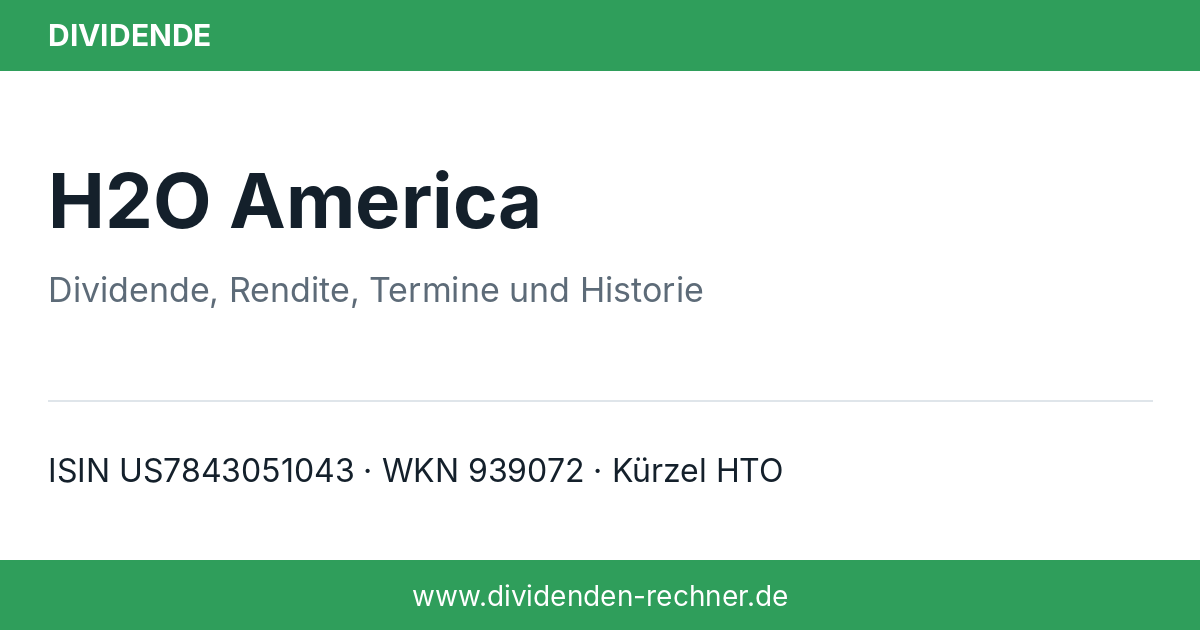 DIVIDENDE
H2O America
Dividende, Rendite, Termine und Historie
ISIN US7843051043 · WKN 939072 · Kürzel HTO
www.dividenden-rechner.de